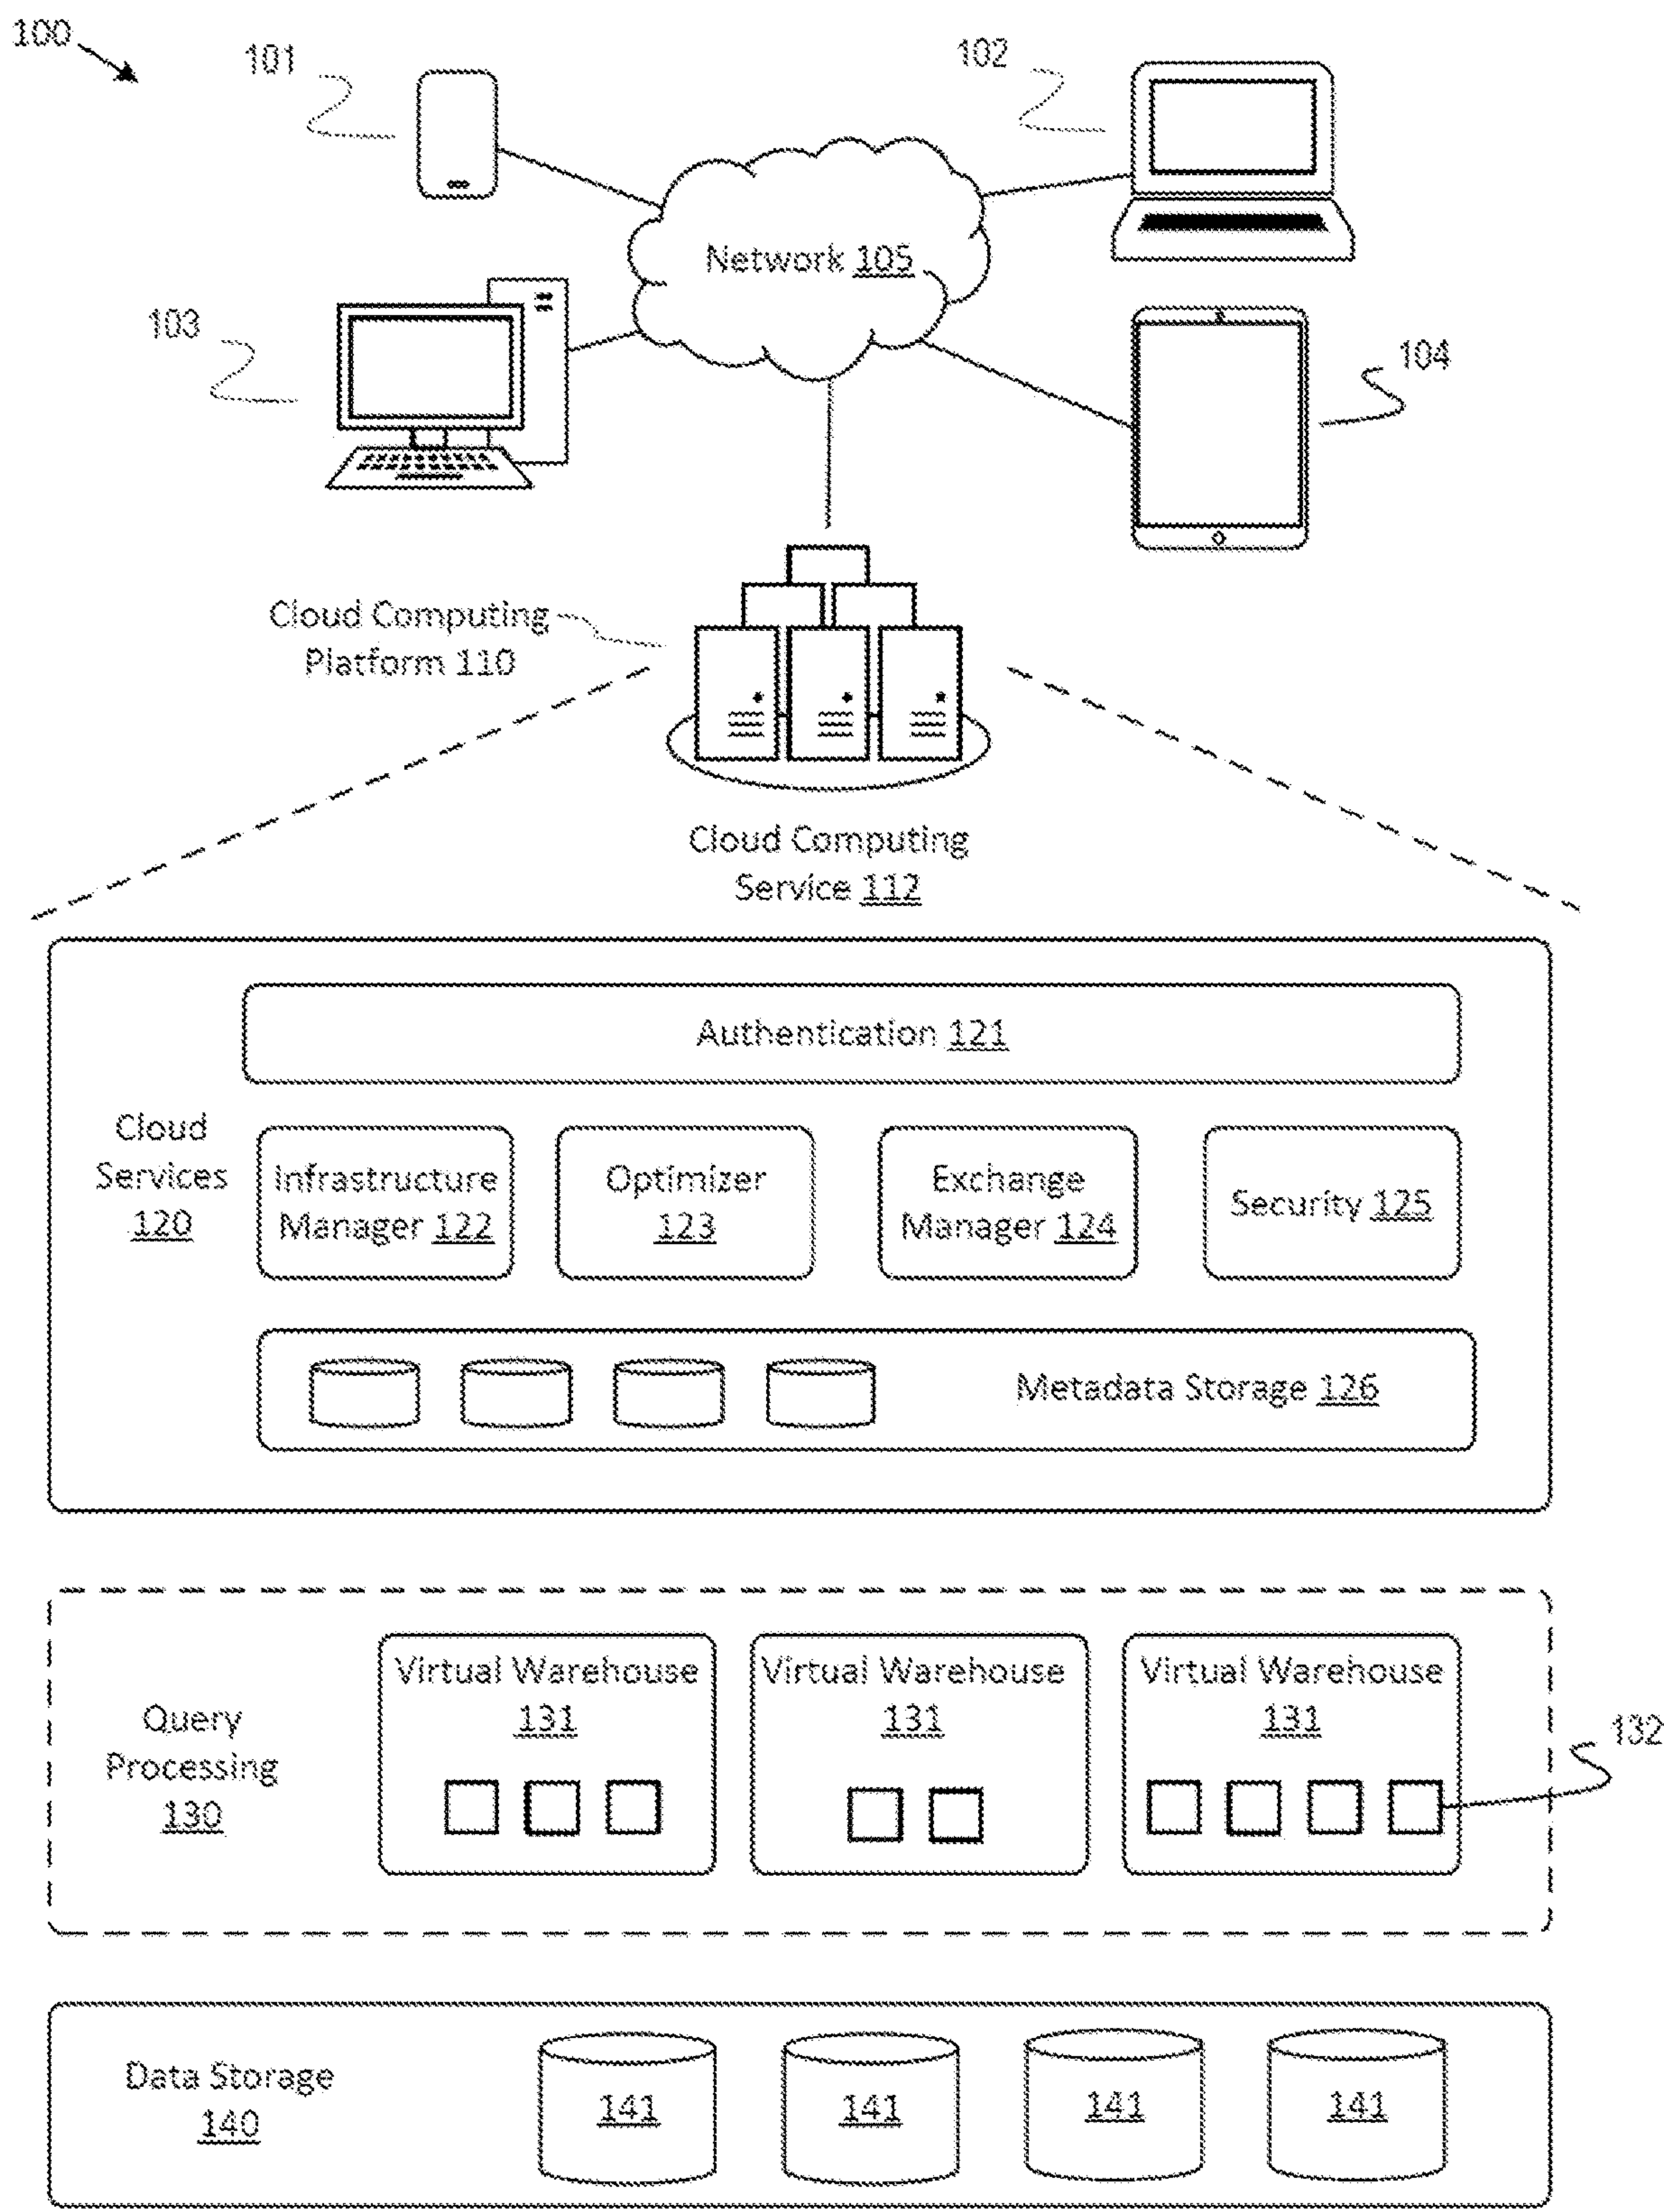 100
101
102
Network 105
103
104
Cloud Computing
Platform 110
Cloud Computing
Service 112
Authentication 121
Cloud
Services
120
Infrastructure
Manager 122
Optimizer
123
Exchange
Manager 124
Security 125
Metadata Storage 126
Query
Processing
130
Virtual Warehouse
131
Virtual Warehouse
131
Virtual Warehouse
131
132
Data Storage
140
141
141
141
141